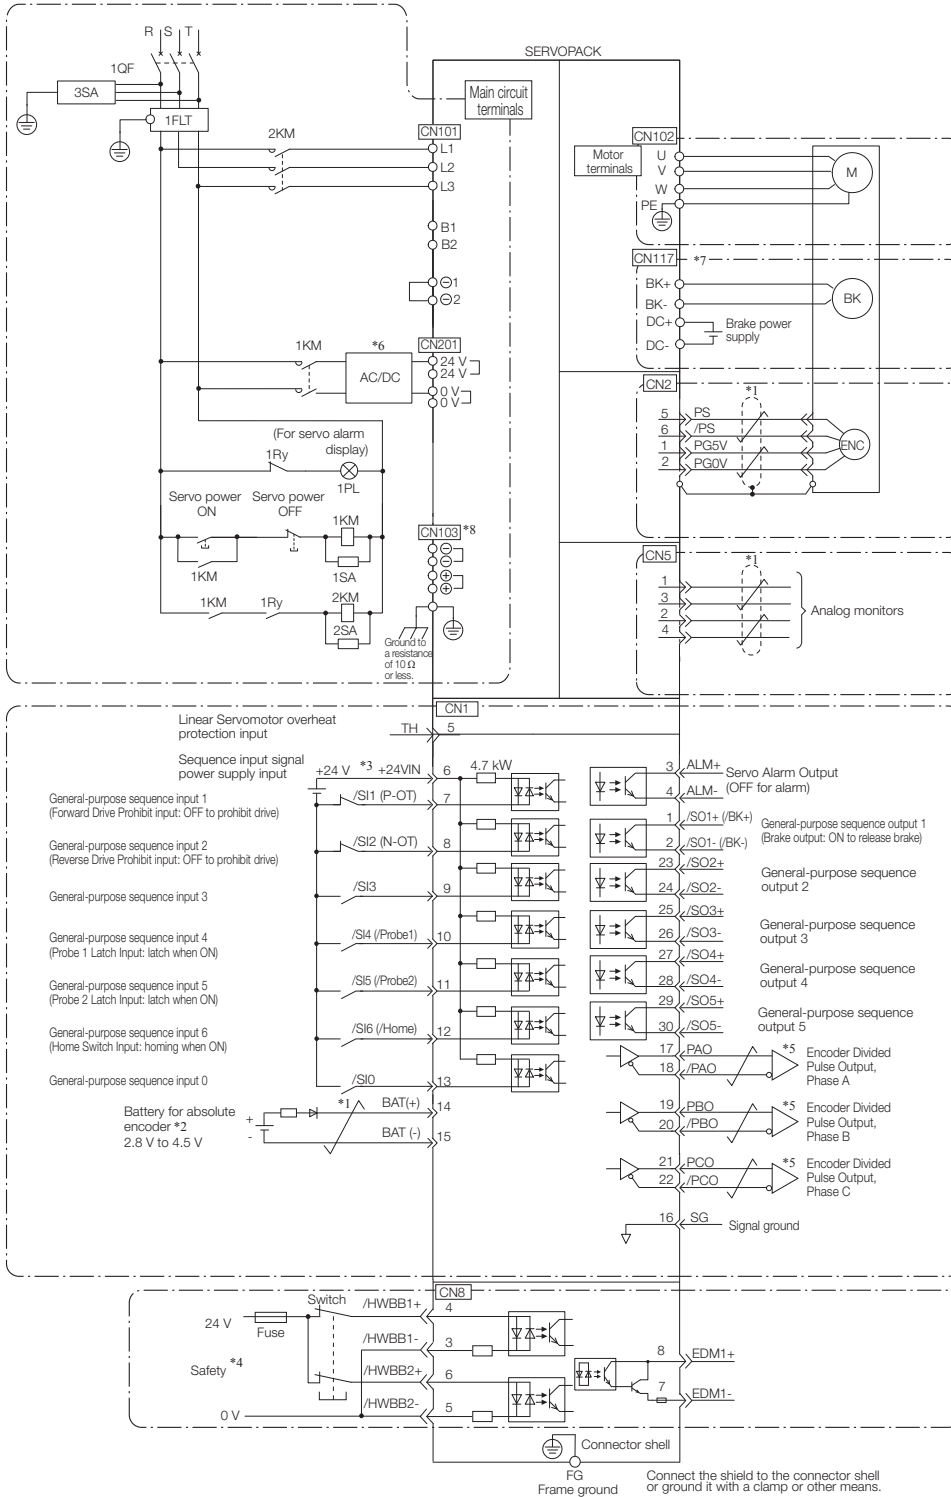 R S T
SERVOPACK
1QF
3SA
1FLT
Main circuit
terminals
2KM
CN101
L1
L2
L3
B1
B2
⊖1
⊖2
1KM
*6
AC/DC
CN201
24 V
24 V
0 V
0 V
(For servo alarm
display)
1Ry
1PL
Servo power
ON
Servo power
OFF
1KM
1KM
1SA
CN103 *8
⊖
⊖
⊕
⊕
1KM
1Ry
2KM
2SA
Ground to
a resistance
of 10 Ω
or less.
CN102
Motor
terminals
U
V
W
PE
M
CN117 *7
BK+
BK-
BK
DC+
DC-
Brake power
supply
CN2
*1
5 PS
6 /PS
1 PG5V
2 PG0V
ENC
CN5
*1
1
3
2
4
Analog monitors
CN1
Linear Servomotor overheat
protection input
TH 5
Sequence input signal
power supply input
+24 V *3 +24VIN 6 4.7 kW
General-purpose sequence input 1
(Forward Drive Prohibit input: OFF to prohibit drive)
/SI1 (P-OT) 7
General-purpose sequence input 2
(Reverse Drive Prohibit input: OFF to prohibit drive)
/SI2 (N-OT) 8
General-purpose sequence input 3
/SI3 9
General-purpose sequence input 4
(Probe 1 Latch Input: latch when ON)
/SI4 (/Probe1) 10
General-purpose sequence input 5
(Probe 2 Latch Input: latch when ON)
/SI5 (/Probe2) 11
General-purpose sequence input 6
(Home Switch Input: homing when ON)
/SI6 (/Home) 12
General-purpose sequence input 0
/SI0 13
Battery for absolute
encoder *2
2.8 V to 4.5 V
+
-
*1
BAT(+) 14
BAT (-) 15
3 ALM+
4 ALM-
Servo Alarm Output
(OFF for alarm)
1 /SO1+ (/BK+)
2 /SO1- (/BK-)
General-purpose sequence output 1
(Brake output: ON to release brake)
23 /SO2+
24 /SO2-
General-purpose sequence
output 2
25 /SO3+
26 /SO3-
General-purpose sequence
output 3
27 /SO4+
28 /SO4-
General-purpose sequence
output 4
29 /SO5+
30 /SO5-
General-purpose sequence
output 5
17 PAO
18 /PAO
*5 Encoder Divided
Pulse Output,
Phase A
19 PBO
20 /PBO
*5 Encoder Divided
Pulse Output,
Phase B
21 PCO
22 /PCO
*5 Encoder Divided
Pulse Output,
Phase C
16 SG
Signal ground
CN8
24 V
Fuse
Switch
/HWBB1+ 4
/HWBB1- 3
Safety *4
/HWBB2+ 6
/HWBB2- 5
0 V
8 EDM1+
7 EDM1-
Connector shell
FG
Frame ground
Connect the shield to the connector shell
or ground it with a clamp or other means.